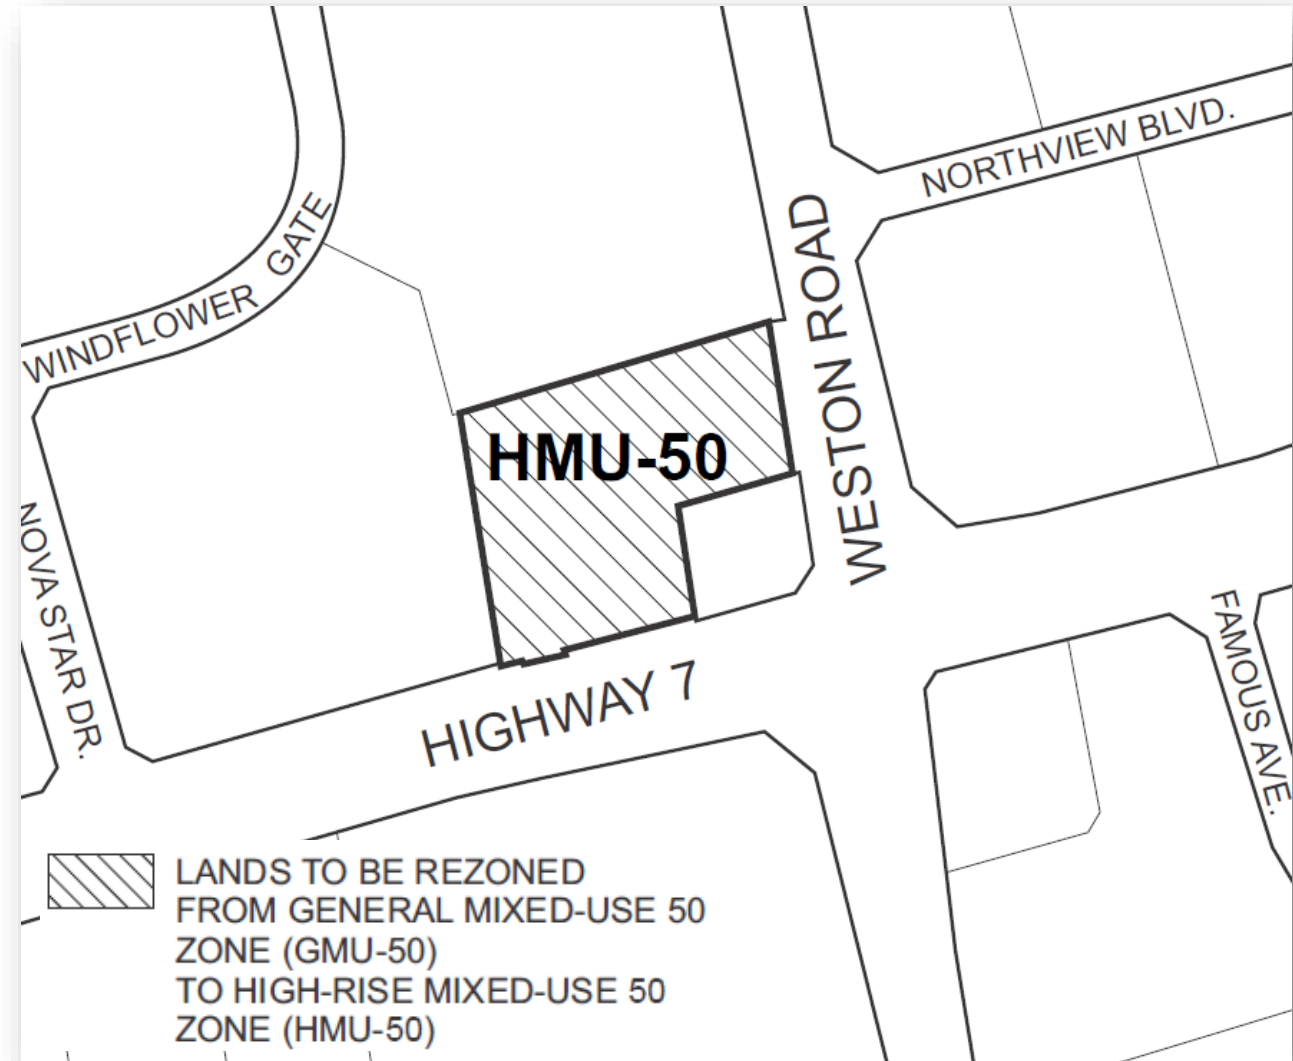 NORTHVIEW BLVD.
WINDFLOWER GATE
WESTON ROAD
HMU-50
NOVA STAR DR.
HIGHWAY 7
FAMOUS AVE.
LANDS TO BE REZONED
FROM GENERAL MIXED-USE 50
ZONE (GMU-50)
TO HIGH-RISE MIXED-USE 50
ZONE (HMU-50)